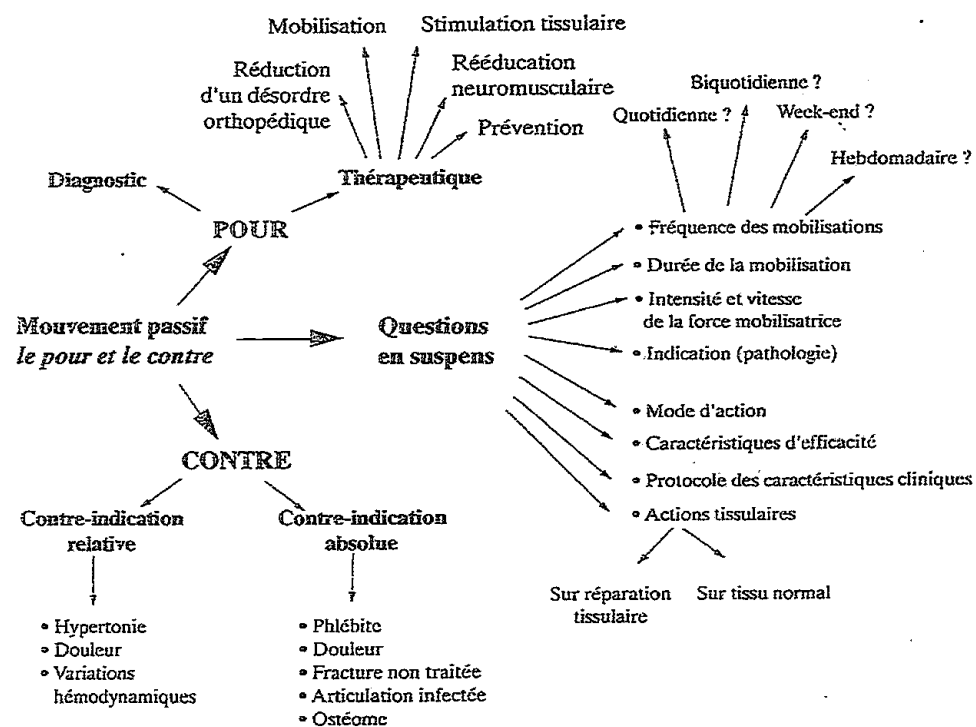 Mobilisation
Stimulation tissulaire
Réduction
d'un désordre
orthopédique
Rééducation
neuromusculaire
Prévention
Diagnostic
Thérapeutique
POUR
Mouvement passif
le pour et le contre
Questions
en suspens
Quotidienne ?
Biquotidienne ?
Week-end ?
Hebdomadaire ?
• Fréquence des mobilisations
• Durée de la mobilisation
• Intensité et vitesse
de la force mobilisatrice
• Indication (pathologie)
• Mode d'action
• Caractéristiques d'efficacité
• Protocole des caractéristiques cliniques
• Actions tissulaires
Sur réparation
tissulaire
Sur tissu normal
CONTRE
Contre-indication
relative
?
• Hypertonie
• Douleur
• Variations
hémodynamiques
Contre-indication
absolue
?
• Phlébite
• Douleur
• Fracture non traitée
• Articulation infectée
• Ostéome